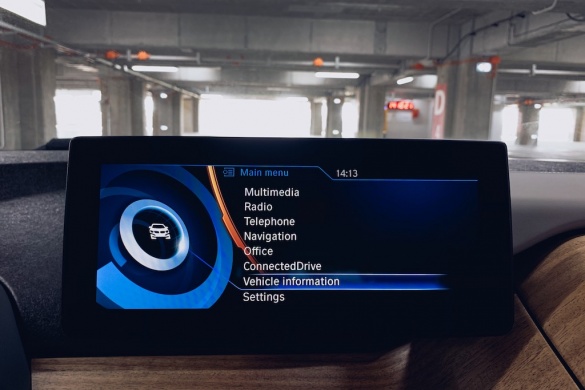 Main menu 14:13
Multimedia
Radio
Telephone
Navigation
Office
ConnectedDrive
Vehicle information
Settings
D